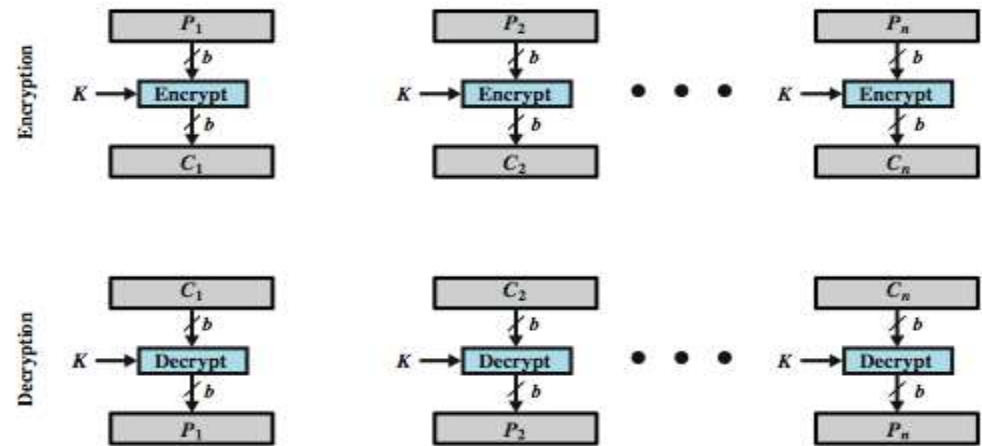 Encryption
P₁ P₂ Pₙ
b b b
K Encrypt K Encrypt K Encrypt
b b b
C₁ C₂ Cₙ
Decryption
C₁ C₂ Cₙ
b b b
K Decrypt K Decrypt K Decrypt
b b b
P₁ P₂ Pₙ